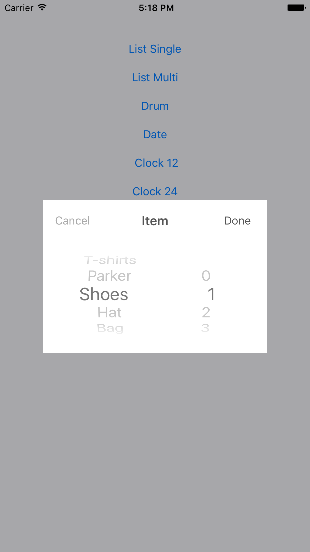 Carrier 5:18 PM
List Single
List Multi
Drum
Date
Clock 12
Clock 24
Cancel Item Done
T-shirts
Parker 0
Shoes 1
Hat 2
Bag 3